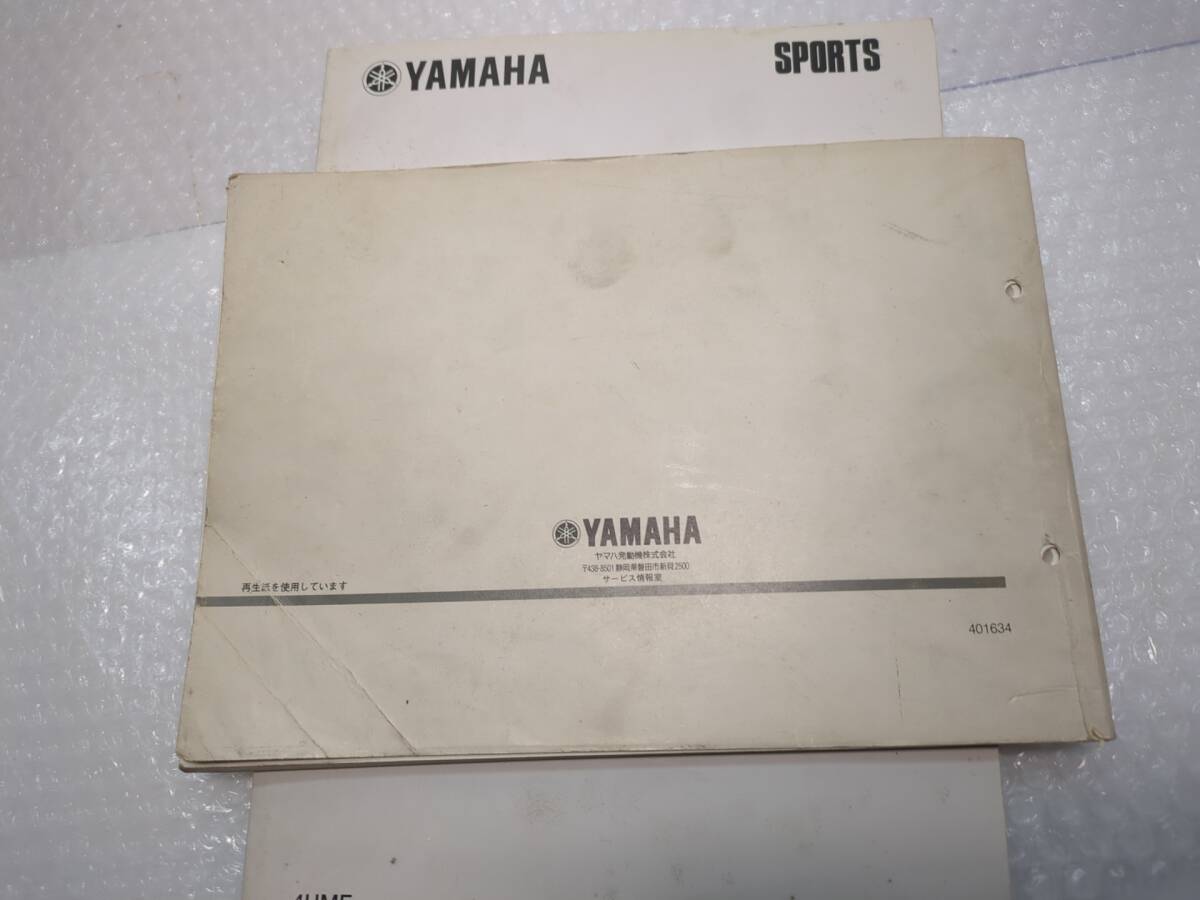 YAMAHA
SPORTS
YAMAHA
ヤマハ発動機株式会社
〒438-8501 静岡県磐田市新貝2500
サービス情報室
再生紙を使用しています
401634